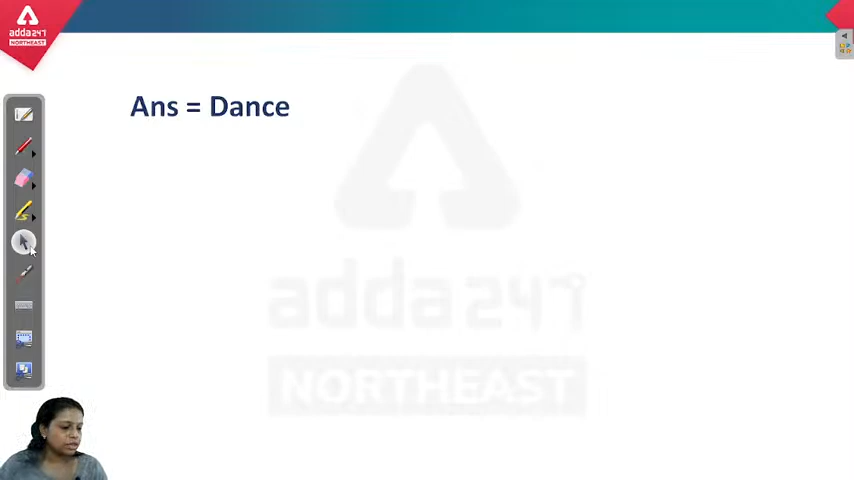 adda247
NORTHEAST
Ans = Dance
adda247
NORTHEAST